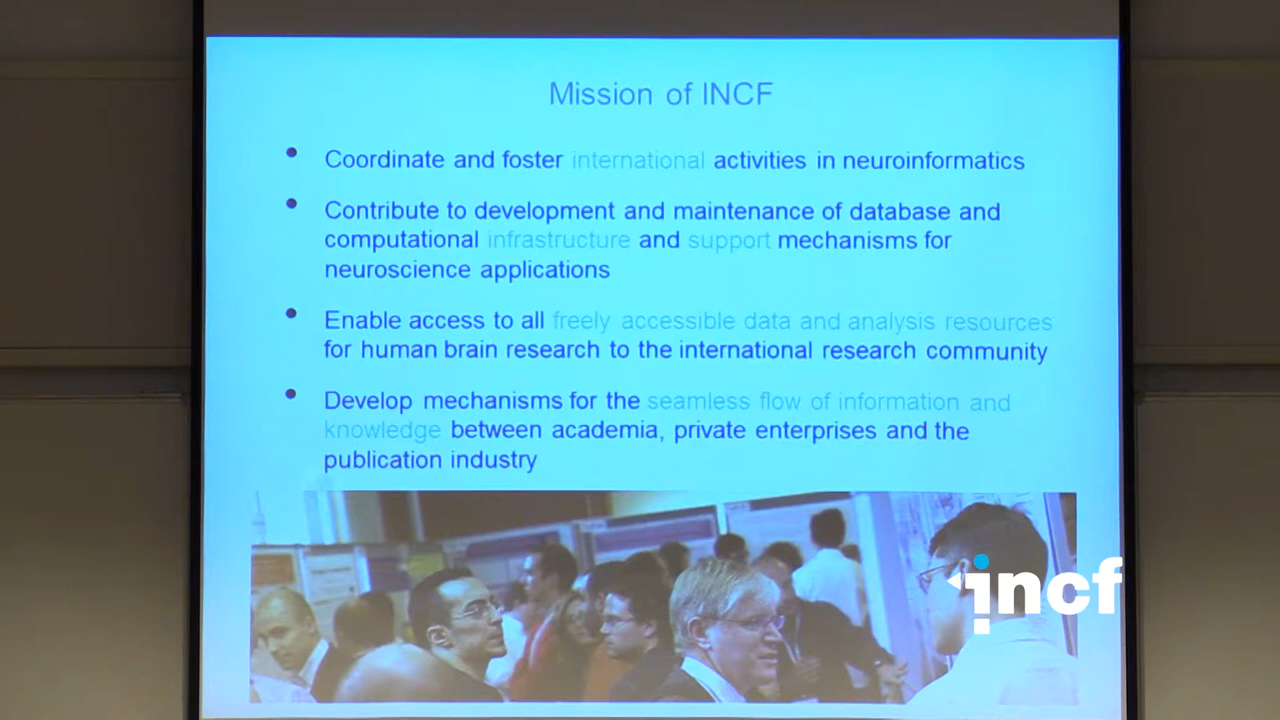 Mission of INCF
Coordinate and foster international activities in neuroinformatics
Contribute to development and maintenance of database and
computational infrastructure and support mechanisms for
neuroscience applications
Enable access to all freely accessible data and analysis resources
for human brain research to the international research community
Develop mechanisms for the seamless flow of information and
knowledge between academia, private enterprises and the
publication industry
incf